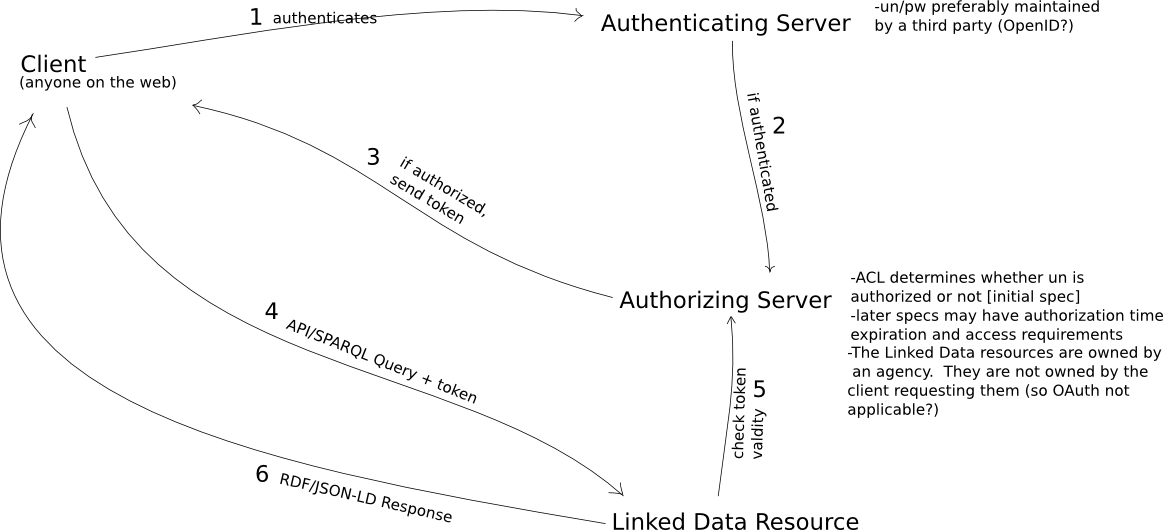 1 authenticates
Authenticating Server
-un/pw preferably maintained
by a third party (OpenID?)
Client
(anyone on the web)
2
if authenticated
3
if authorized,
send token
Authorizing Server
-ACL determines whether un is
authorized or not [initial spec]
-later specs may have authorization time
expiration and access requirements
-The Linked Data resources are owned by
an agency.  They are not owned by the
client requesting them (so OAuth not
applicable?)
4
API/SPARQL Query + token
5
check token
valdity
6 RDF/JSON-LD Response
Linked Data Resource